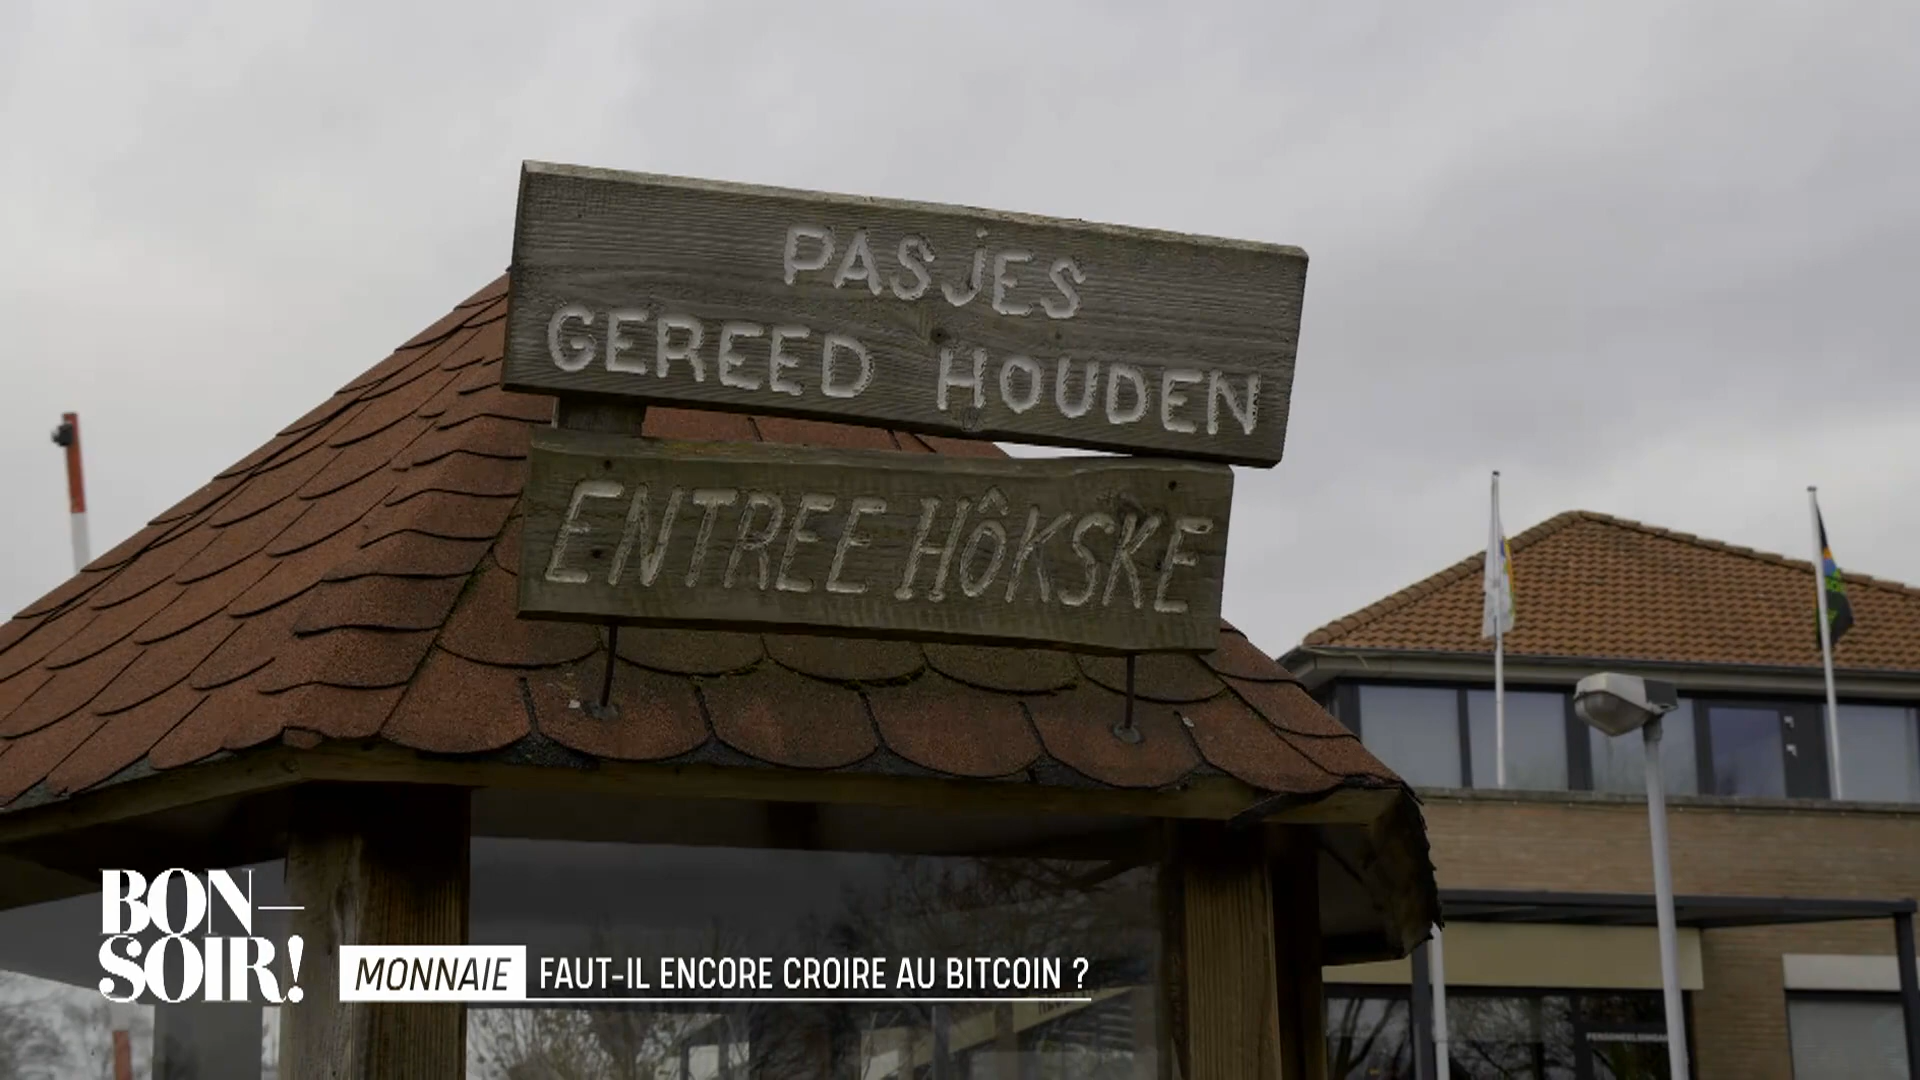 PASJES
GEREED HOUDEN
ENTREE HÔKSKE
BON—
SOIR!
MONNAIE FAUT-IL ENCORE CROIRE AU BITCOIN ?